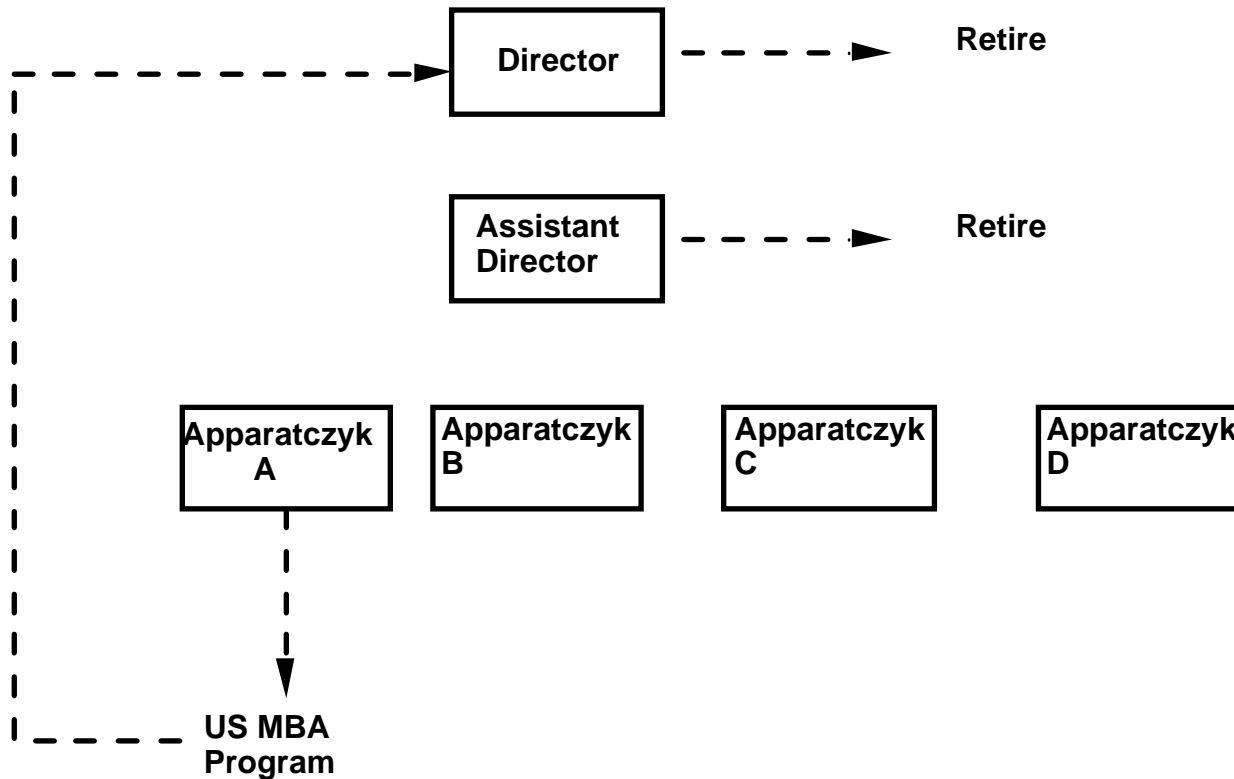 Director
Retire
Assistant
Director
Retire
Apparatczyk
A
Apparatczyk
B
Apparatczyk
C
Apparatczyk
D
US MBA
Program